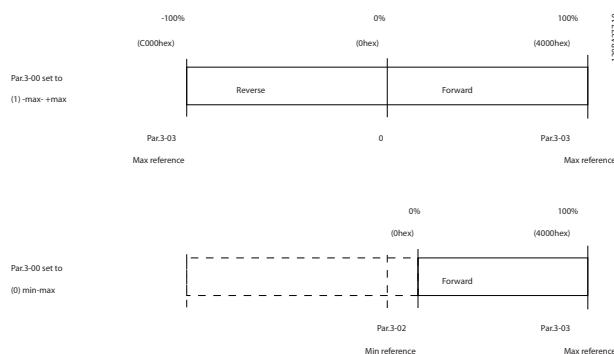 -100% 0% 100%
(C000hex) (0hex) (4000hex)
Par.3-00 set to
(1) -max- +max
Reverse Forward
Par.3-03 0 Par.3-03
Max reference Max reference
0% 100%
(0hex) (4000hex)
Par.3-00 set to
(0) min-max
Forward
Par.3-02 Par.3-03
Min reference Max reference